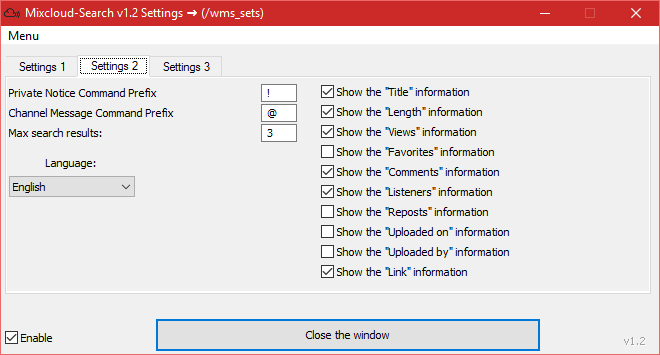 Mixcloud-Search v1.2 Settings ➔ (/wms_sets)
Menu
Settings 1 Settings 2 Settings 3
Private Notice Command Prefix !
Channel Message Command Prefix @
Max search results: 3
Language:
English
Show the "Title" information
Show the "Length" information
Show the "Views" information
Show the "Favorites" information
Show the "Comments" information
Show the "Listeners" information
Show the "Reposts" information
Show the "Uploaded on" information
Show the "Uploaded by" information
Show the "Link" information
Enable
Close the window
v1.2